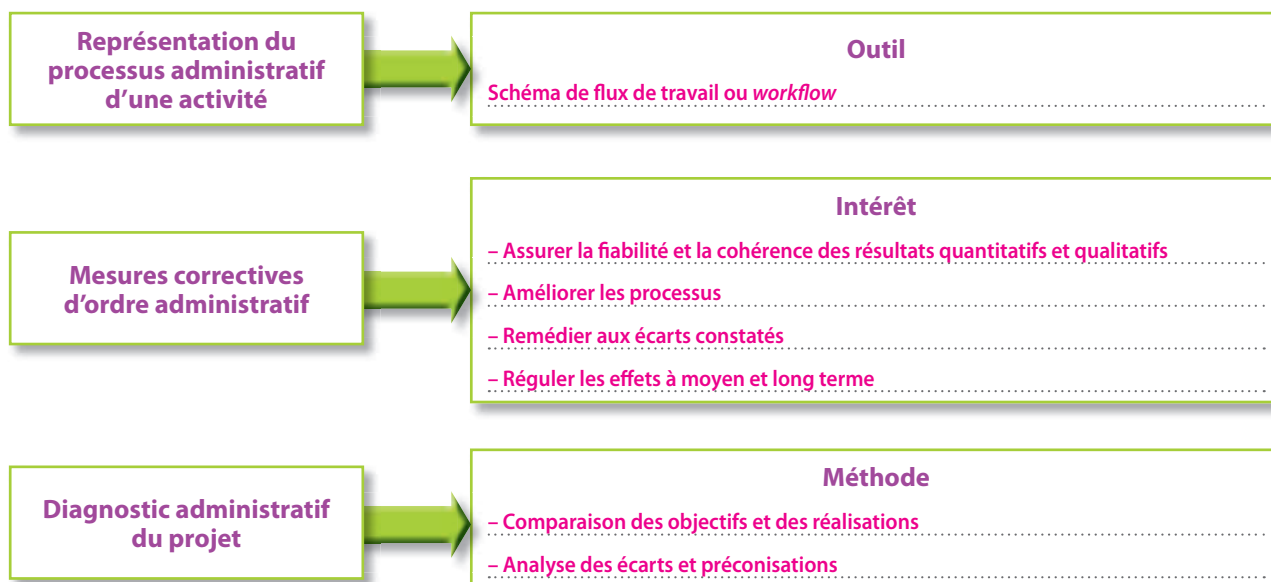 Représentation du
processus administratif
d'une activité
Outil
Schéma de flux de travail ou workflow
Mesures correctives
d'ordre administratif
Intérêt
– Assurer la fiabilité et la cohérence des résultats quantitatifs et qualitatifs
– Améliorer les processus
– Remédier aux écarts constatés
– Réguler les effets à moyen et long terme
Diagnostic administratif
du projet
Méthode
– Comparaison des objectifs et des réalisations
– Analyse des écarts et préconisations